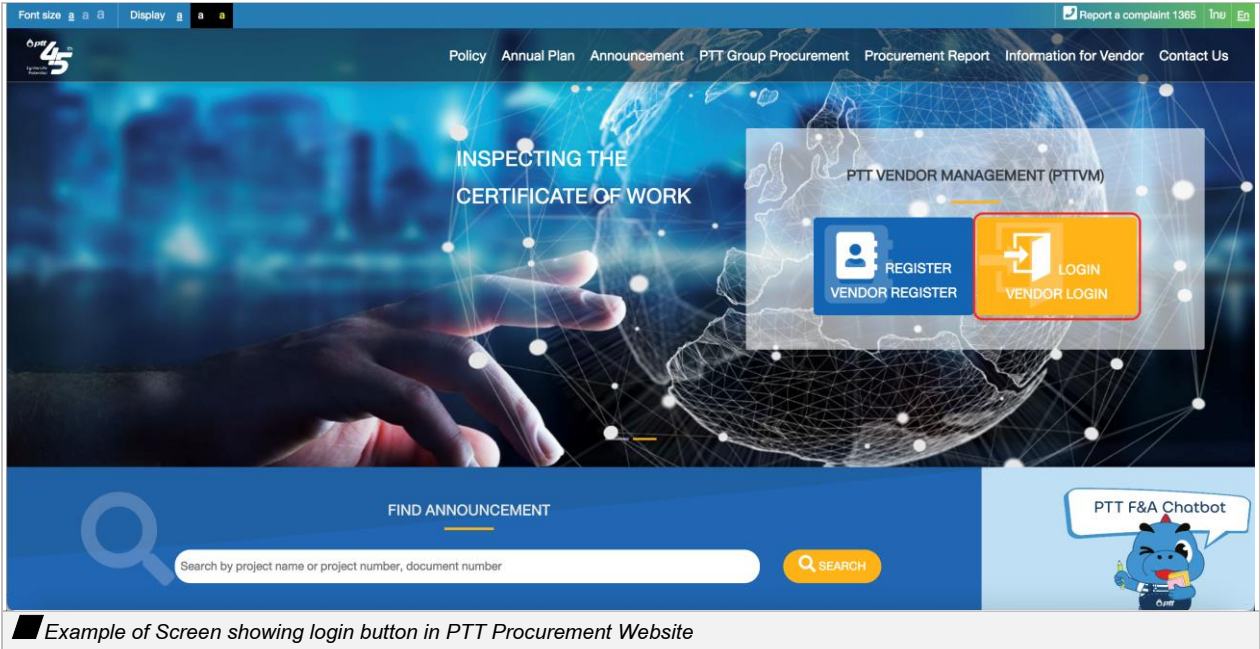 Font size a a a Display a a a Report a complaint 1365 ไทย En
ptt 45
Policy Annual Plan Announcement PTT Group Procurement Procurement Report Information for Vendor Contact Us
INSPECTING THE
CERTIFICATE OF WORK
PTT VENDOR MANAGEMENT (PTTVM)
REGISTER
VENDOR REGISTER
LOGIN
VENDOR LOGIN
FIND ANNOUNCEMENT
Search by project name or project number, document number
SEARCH
PTT F&A Chatbot
ptt
Example of Screen showing login button in PTT Procurement Website